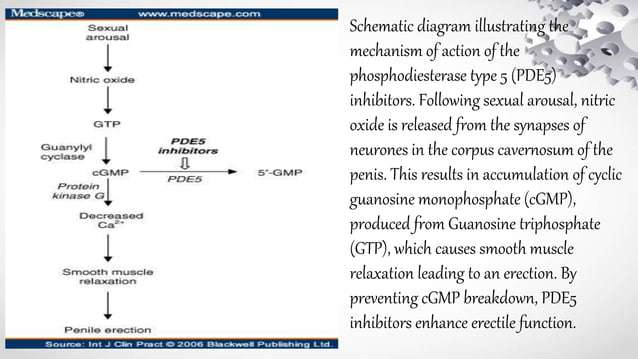 Medscape® www.medscape.com
Sexual
arousal
Nitric oxide
GTP
Guanylyl
cyclase
PDE5
inhibitors
cGMP
PDE5
5'-GMP
Protein
kinase G
Decreased
Ca2+
Smooth muscle
relaxation
Penile erection
Source: Int J Clin Pract © 2006 Blackwell Publishing Ltd.
Schematic diagram illustrating the
mechanism of action of the
phosphodiesterase type 5 (PDE5)
inhibitors. Following sexual arousal, nitric
oxide is released from the synapses of
neurones in the corpus cavernosum of the
penis. This results in accumulation of cyclic
guanosine monophosphate (cGMP),
produced from Guanosine triphosphate
(GTP), which causes smooth muscle
relaxation leading to an erection. By
preventing cGMP breakdown, PDE5
inhibitors enhance erectile function.